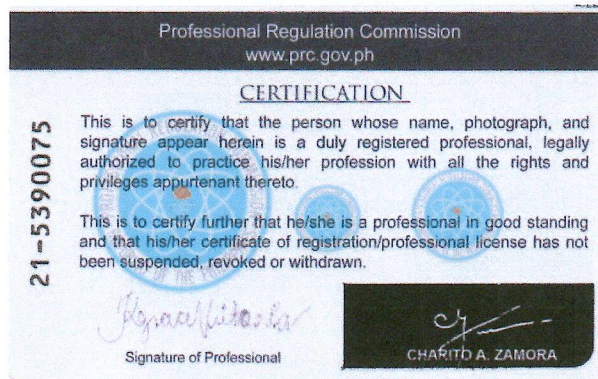 Professional Regulation Commission
www.prc.gov.ph
CERTIFICATION
21-5390075
This is to certify that the person whose name, photograph, and
signature appear herein is a duly registered professional, legally
authorized to practice his/her profession with all the rights and
privileges appurtenant thereto.
This is to certify further that he/she is a professional in good standing
and that his/her certificate of registration/professional license has not
been suspended, revoked or withdrawn.
Signature of Professional
CHARITO A. ZAMORA